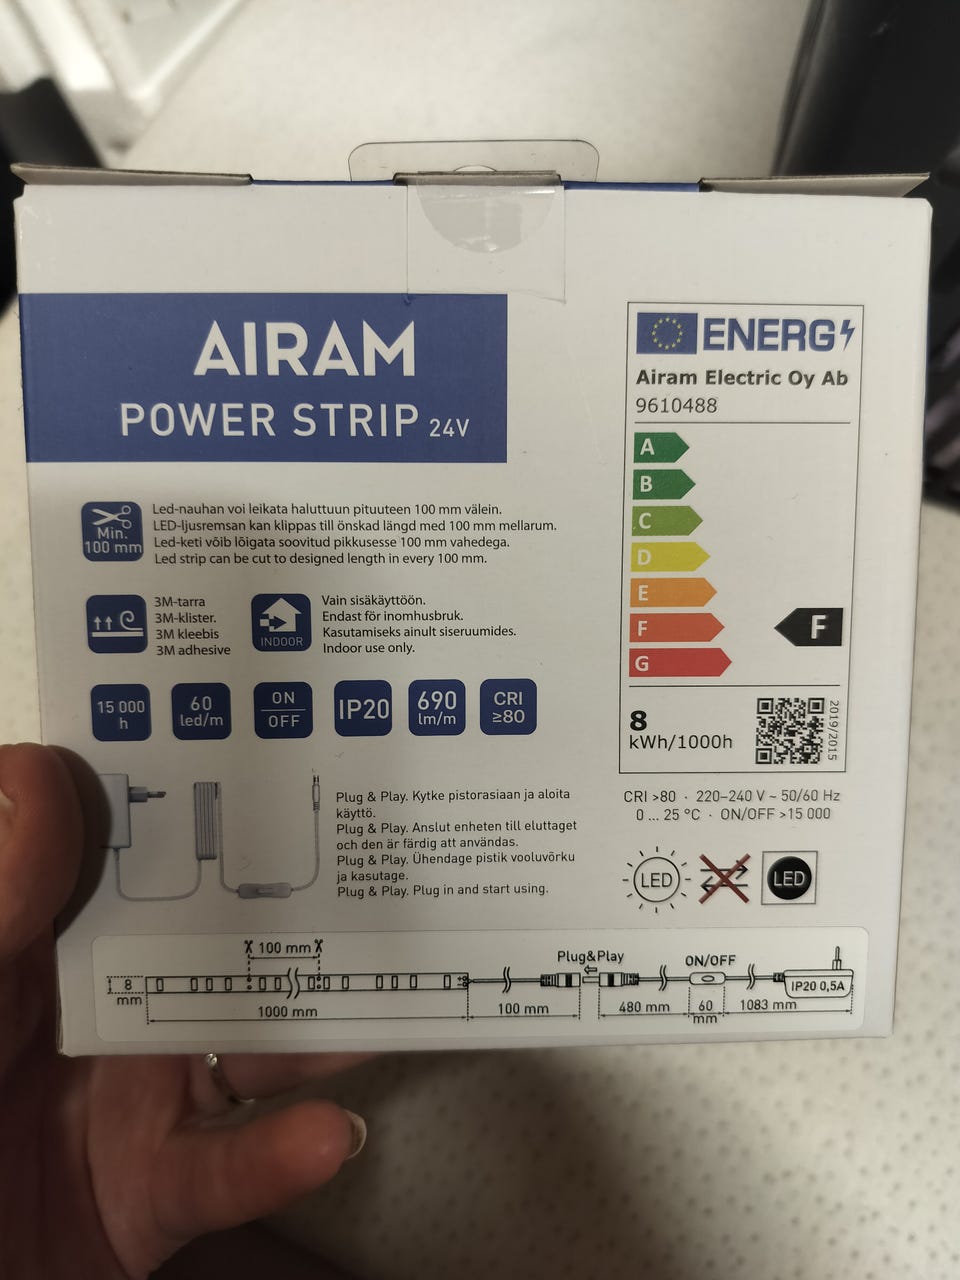 AIRAM
POWER STRIP 24V
Min.
100 mm
Led-nauhan voi leikata haluttuun pituuteen 100 mm välein.
LED-ljusremsan kan klippas till önskad längd med 100 mm mellarum.
Led-keti võib lõigata soovitud pikkusesse 100 mm vahedega.
Led strip can be cut to designed length in every 100 mm.
3M-tarra
3M-klister.
3M kleebis
3M adhesive
INDOOR
Vain sisäkäyttöön.
Endast för inomhusbruk.
Kasutamiseks ainult siseruumides.
Indoor use only.
15 000
h
60
led/m
ON
OFF
IP20
690
lm/m
CRI
≥80
Plug & Play. Kytke pistorasiaan ja aloita
käyttö.
Plug & Play. Anslut enheten till eluttaget
och den är färdig att användas.
Plug & Play. Ühendage pistik vooluvõrku
ja kasutage.
Plug & Play. Plug in and start using.
ENERG
Airam Electric Oy Ab
9610488
A
B
C
D
E
F
G
F
8
kWh/1000h
2019/2015
CRI >80 · 220–240 V ~ 50/60 Hz
0 ... 25 °C · ON/OFF >15 000
LED
LED
100 mm
8
mm
1000 mm
100 mm
Plug&Play
480 mm
ON/OFF
60
mm
1083 mm
IP20 0,5A